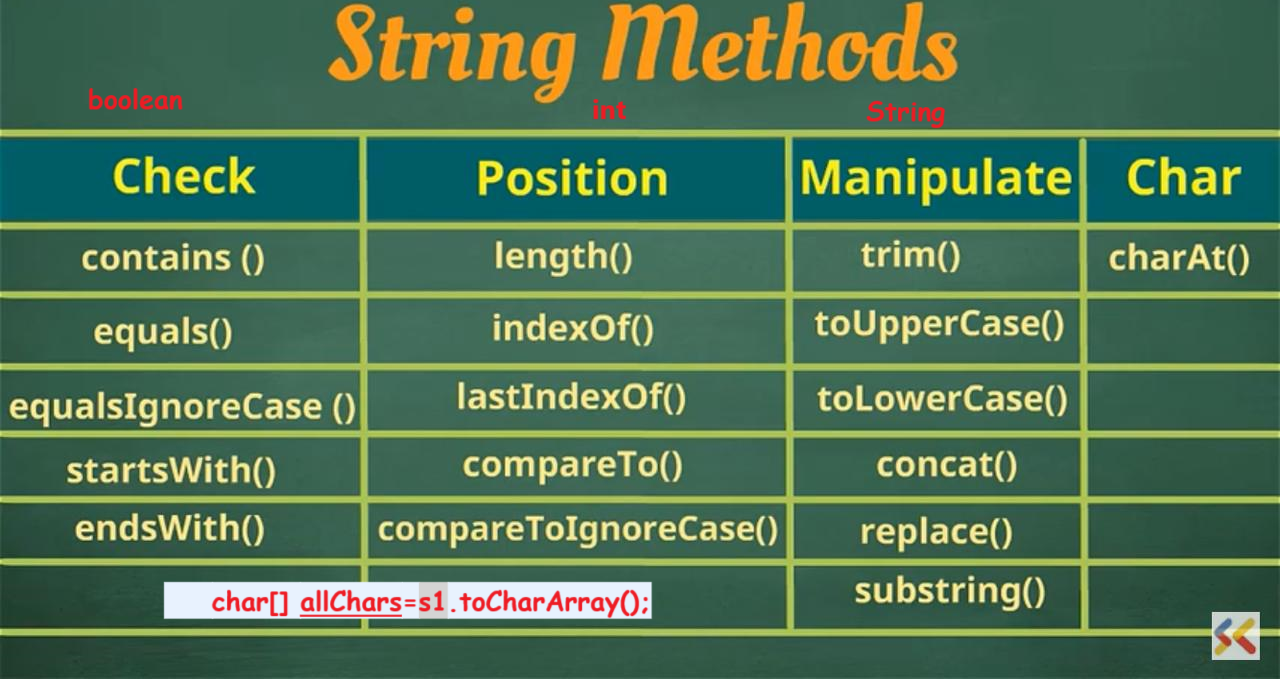 String Methods
boolean int String
Check Position Manipulate Char
contains () length() trim() charAt()
equals() indexOf() toUpperCase()
equalsIgnoreCase () lastIndexOf() toLowerCase()
startsWith() compareTo() concat()
endsWith() compareToIgnoreCase() replace()
char[] allChars=s1.toCharArray(); substring()